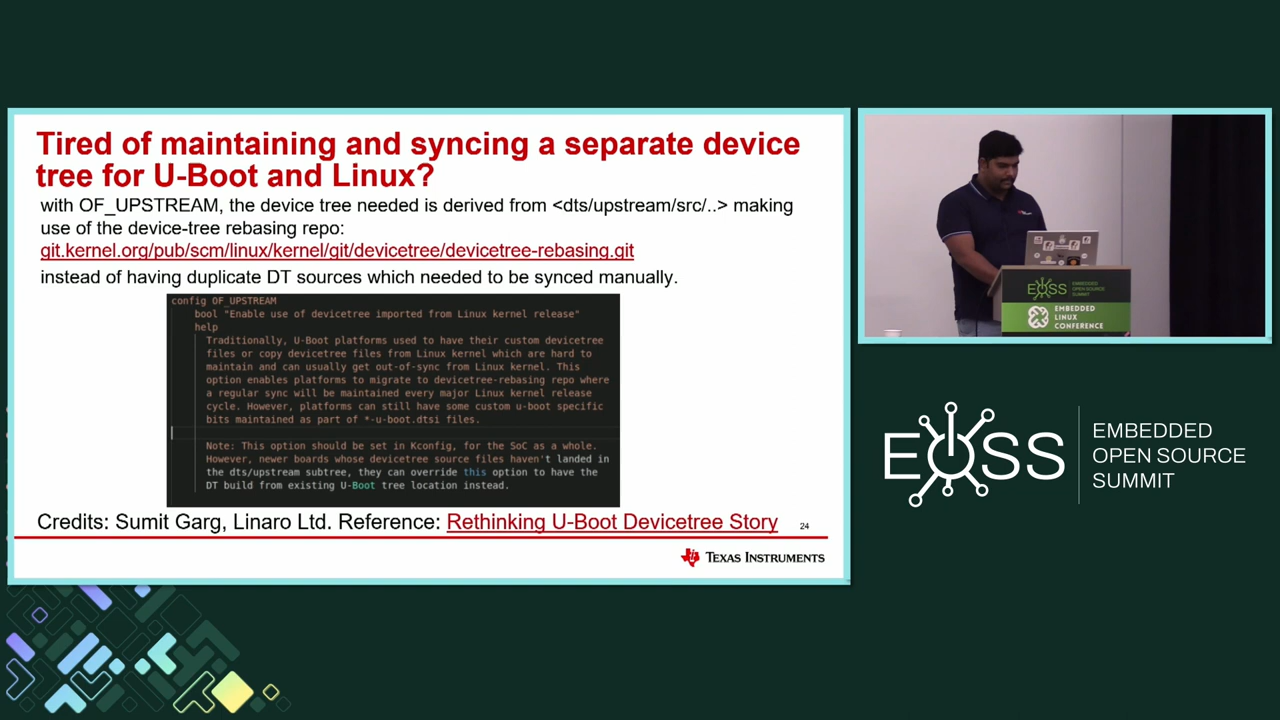 Tired of maintaining and syncing a separate device
tree for U-Boot and Linux?
with OF_UPSTREAM, the device tree needed is derived from <dts/upstream/src/..> making
use of the device-tree rebasing repo:
git.kernel.org/pub/scm/linux/kernel/git/devicetree/devicetree-rebasing.git
instead of having duplicate DT sources which needed to be synced manually.
config OF_UPSTREAM
bool "Enable use of devicetree imported from Linux kernel release"
help
Traditionally, U-Boot platforms used to have their custom devicetree
files or copy devicetree files from Linux kernel which are hard to
maintain and can usually get out-of-sync from Linux kernel. This
option enables platforms to migrate to devicetree-rebasing repo where
a regular sync will be maintained every major Linux kernel release
cycle. However, platforms can still have some custom u-boot specific
bits maintained as part of *-u-boot.dtsi files.
Note: This option should be set in Kconfig, for the SoC as a whole.
However, newer boards whose devicetree source files haven't landed in
the dts/upstream subtree, they can override this option to have the
DT build from existing U-Boot tree location instead.
Credits: Sumit Garg, Linaro Ltd. Reference: Rethinking U-Boot Devicetree Story
24
TEXAS INSTRUMENTS
EOSS
EMBEDDED
OPEN SOURCE
SUMMIT
EMBEDDED
LINUX
CONFERENCE
EOSS
EMBEDDED
OPEN SOURCE
SUMMIT